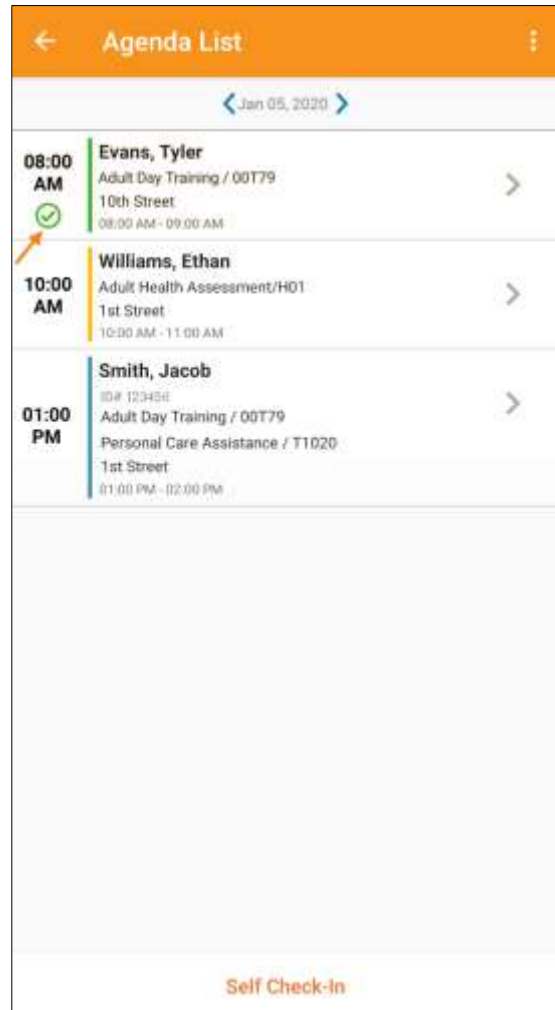 Agenda List
Jan 05, 2020
08:00
AM
Evans, Tyler
Adult Day Training / 00T79
10th Street
08:00 AM - 09:00 AM
10:00
AM
Williams, Ethan
Adult Health Assessment/H01
1st Street
10:00 AM - 11:00 AM
01:00
PM
Smith, Jacob
ID# 123456
Adult Day Training / 00T79
Personal Care Assistance / T1020
1st Street
01:00 PM - 02:00 PM
Self Check-In